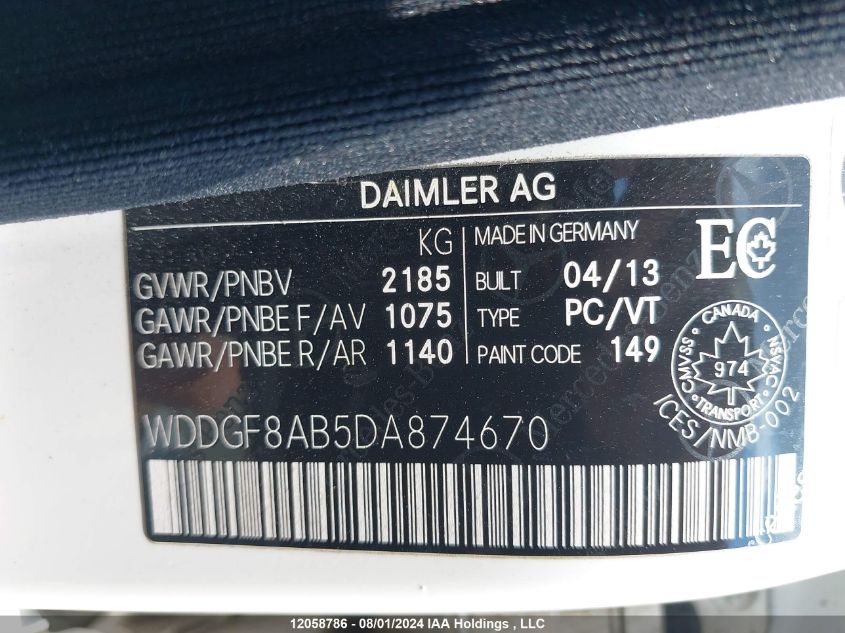 DAIMLER AG
KG
MADE IN GERMANY
EC
GVWR/PNBV 2185
BUILT 04/13
GAWR/PNBE F/AV 1075
TYPE PC/VT
GAWR/PNBE R/AR 1140
PAINT CODE 149
CANADA
CMVSS
974
NSVAC
TRANSPORT
ICES/NMB-002
WDDGF8AB5DA874670
12058786 - 08/01/2024 IAA Holdings , LLC